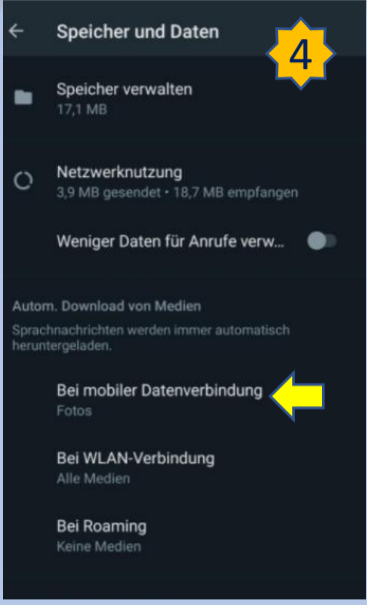 Speicher und Daten
4
Speicher verwalten
17,1 MB
Netzwerknutzung
3,9 MB gesendet • 18,7 MB empfangen
Weniger Daten für Anrufe verw...
Autom. Download von Medien
Sprachnachrichten werden immer automatisch
heruntergeladen.
Bei mobiler Datenverbindung
Fotos
Bei WLAN-Verbindung
Alle Medien
Bei Roaming
Keine Medien